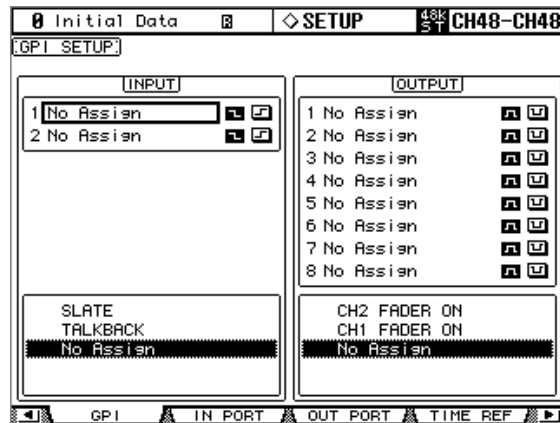 0 Initial Data R ◇SETUP 48k ST CH48-CH48
GPI SETUP
INPUT
1 No Assign
2 No Assign
SLATE
TALKBACK
No Assign
OUTPUT
1 No Assign
2 No Assign
3 No Assign
4 No Assign
5 No Assign
6 No Assign
7 No Assign
8 No Assign
CH2 FADER ON
CH1 FADER ON
No Assign
GPI IN PORT OUT PORT TIME REF